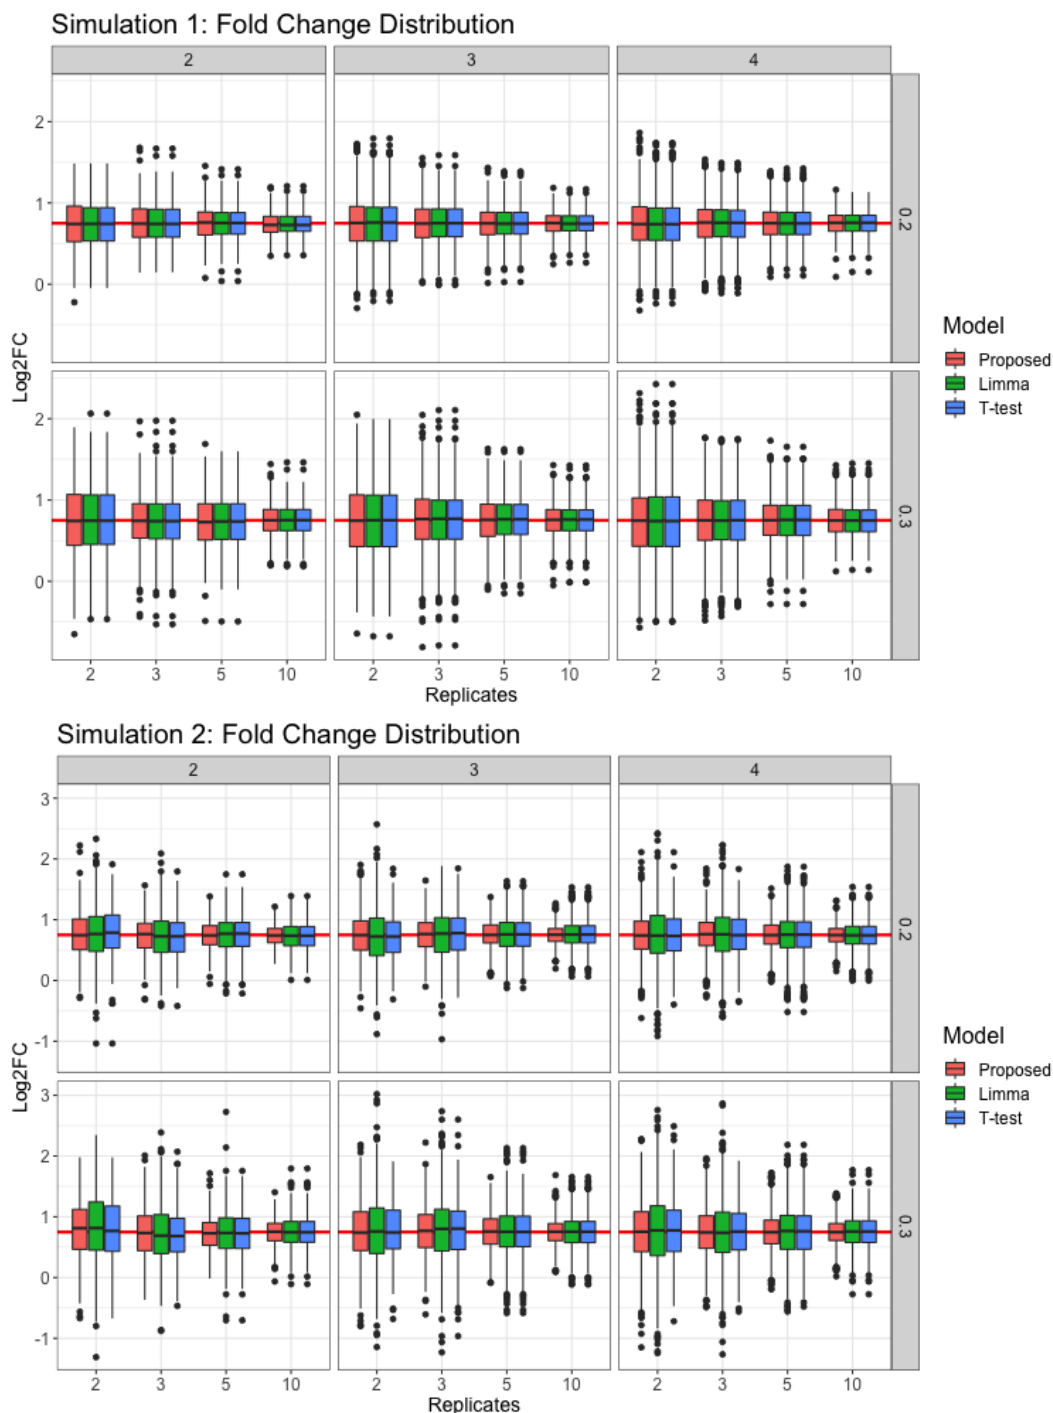 Simulation 1: Fold Change Distribution
2 3 4
2
1
0
0.2
2
1
0
0.3
Log2FC
2 3 5 10 2 3 5 10 2 3 5 10
Replicates
Model
Proposed
Limma
T-test
Simulation 2: Fold Change Distribution
2 3 4
3
2
1
0
-1
0.2
3
2
1
0
-1
0.3
Log2FC
2 3 5 10 2 3 5 10 2 3 5 10
Replicates
Model
Proposed
Limma
T-test